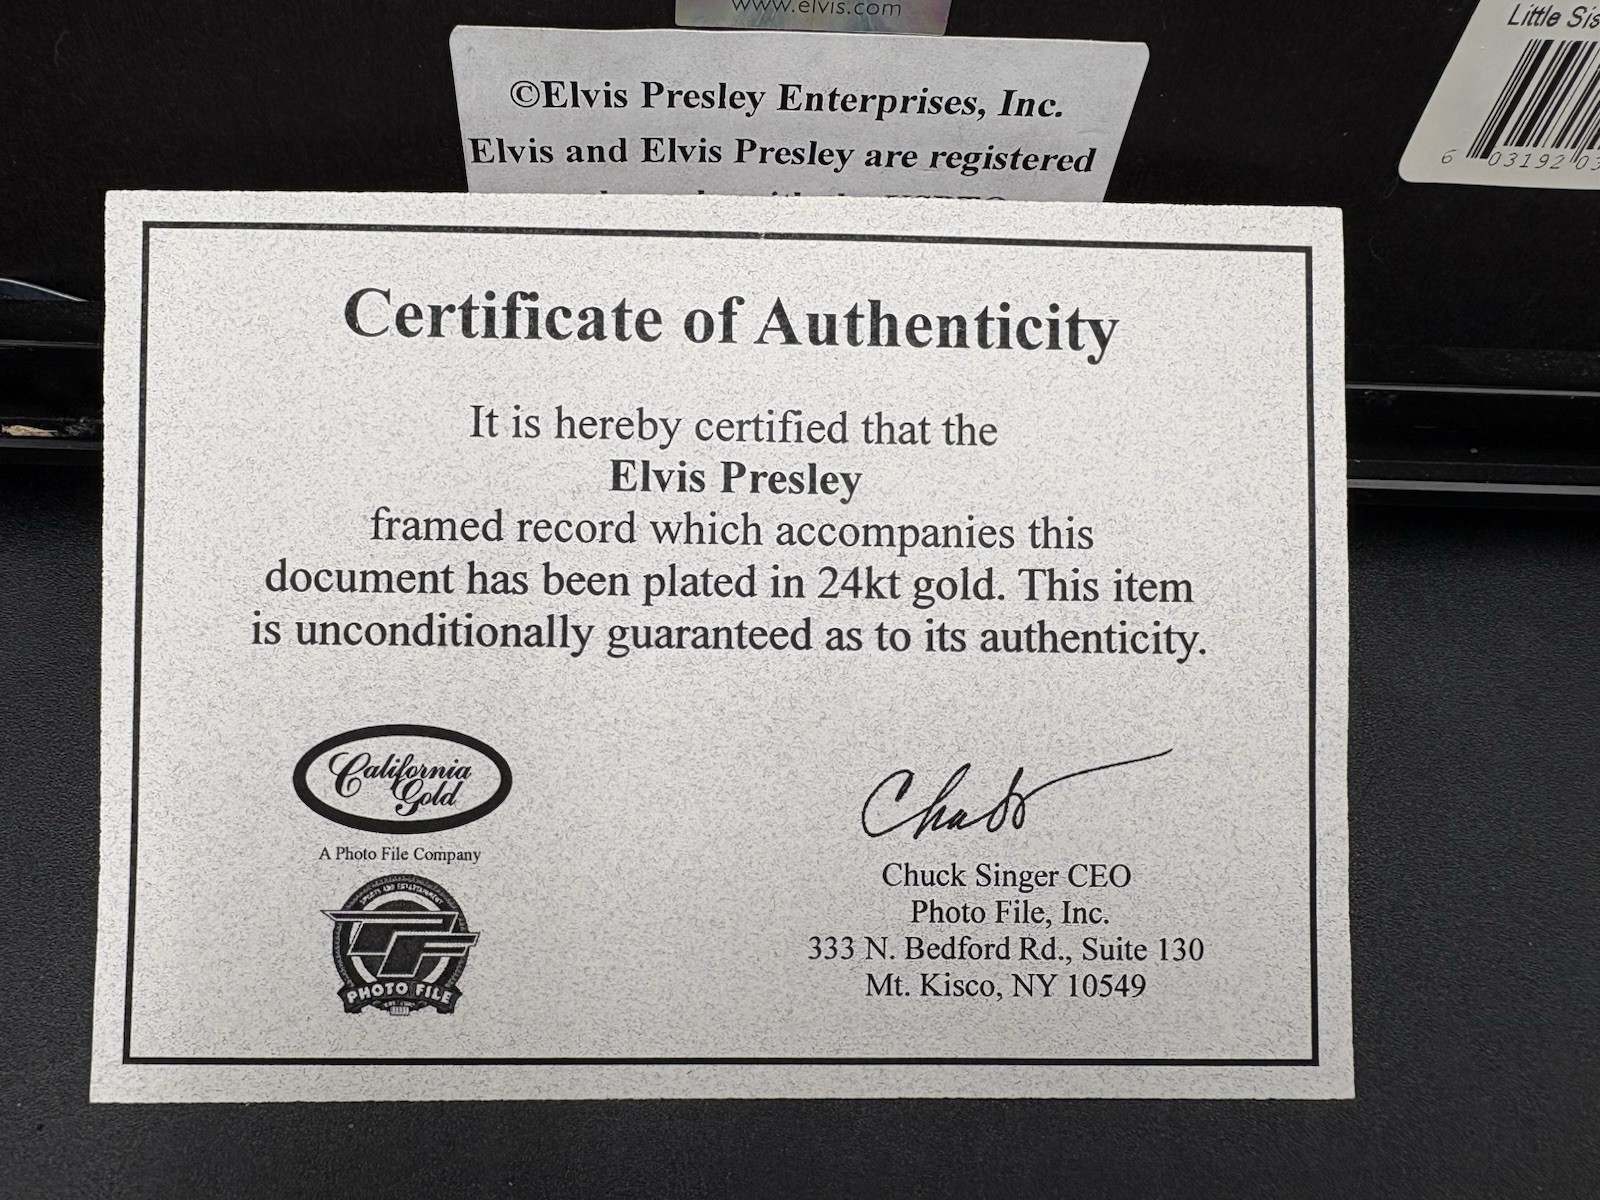 www.elvis.com
©Elvis Presley Enterprises, Inc.
Elvis and Elvis Presley are registered
Little Sis
6 03192 03
Certificate of Authenticity
It is hereby certified that the
Elvis Presley
framed record which accompanies this
document has been plated in 24kt gold. This item
is unconditionally guaranteed as to its authenticity.
California
Gold
A Photo File Company
SPORTS AND ENTERTAINMENT
PHOTO FILE
Chuck Singer CEO
Photo File, Inc.
333 N. Bedford Rd., Suite 130
Mt. Kisco, NY 10549